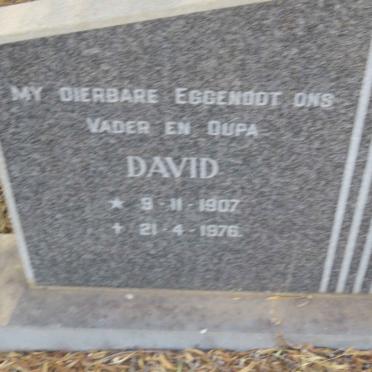 MY DIERBARE EGGENOOT ONS
VADER EN OUPA
DAVID
★ 9-11-1907
+ 21-4-1976.